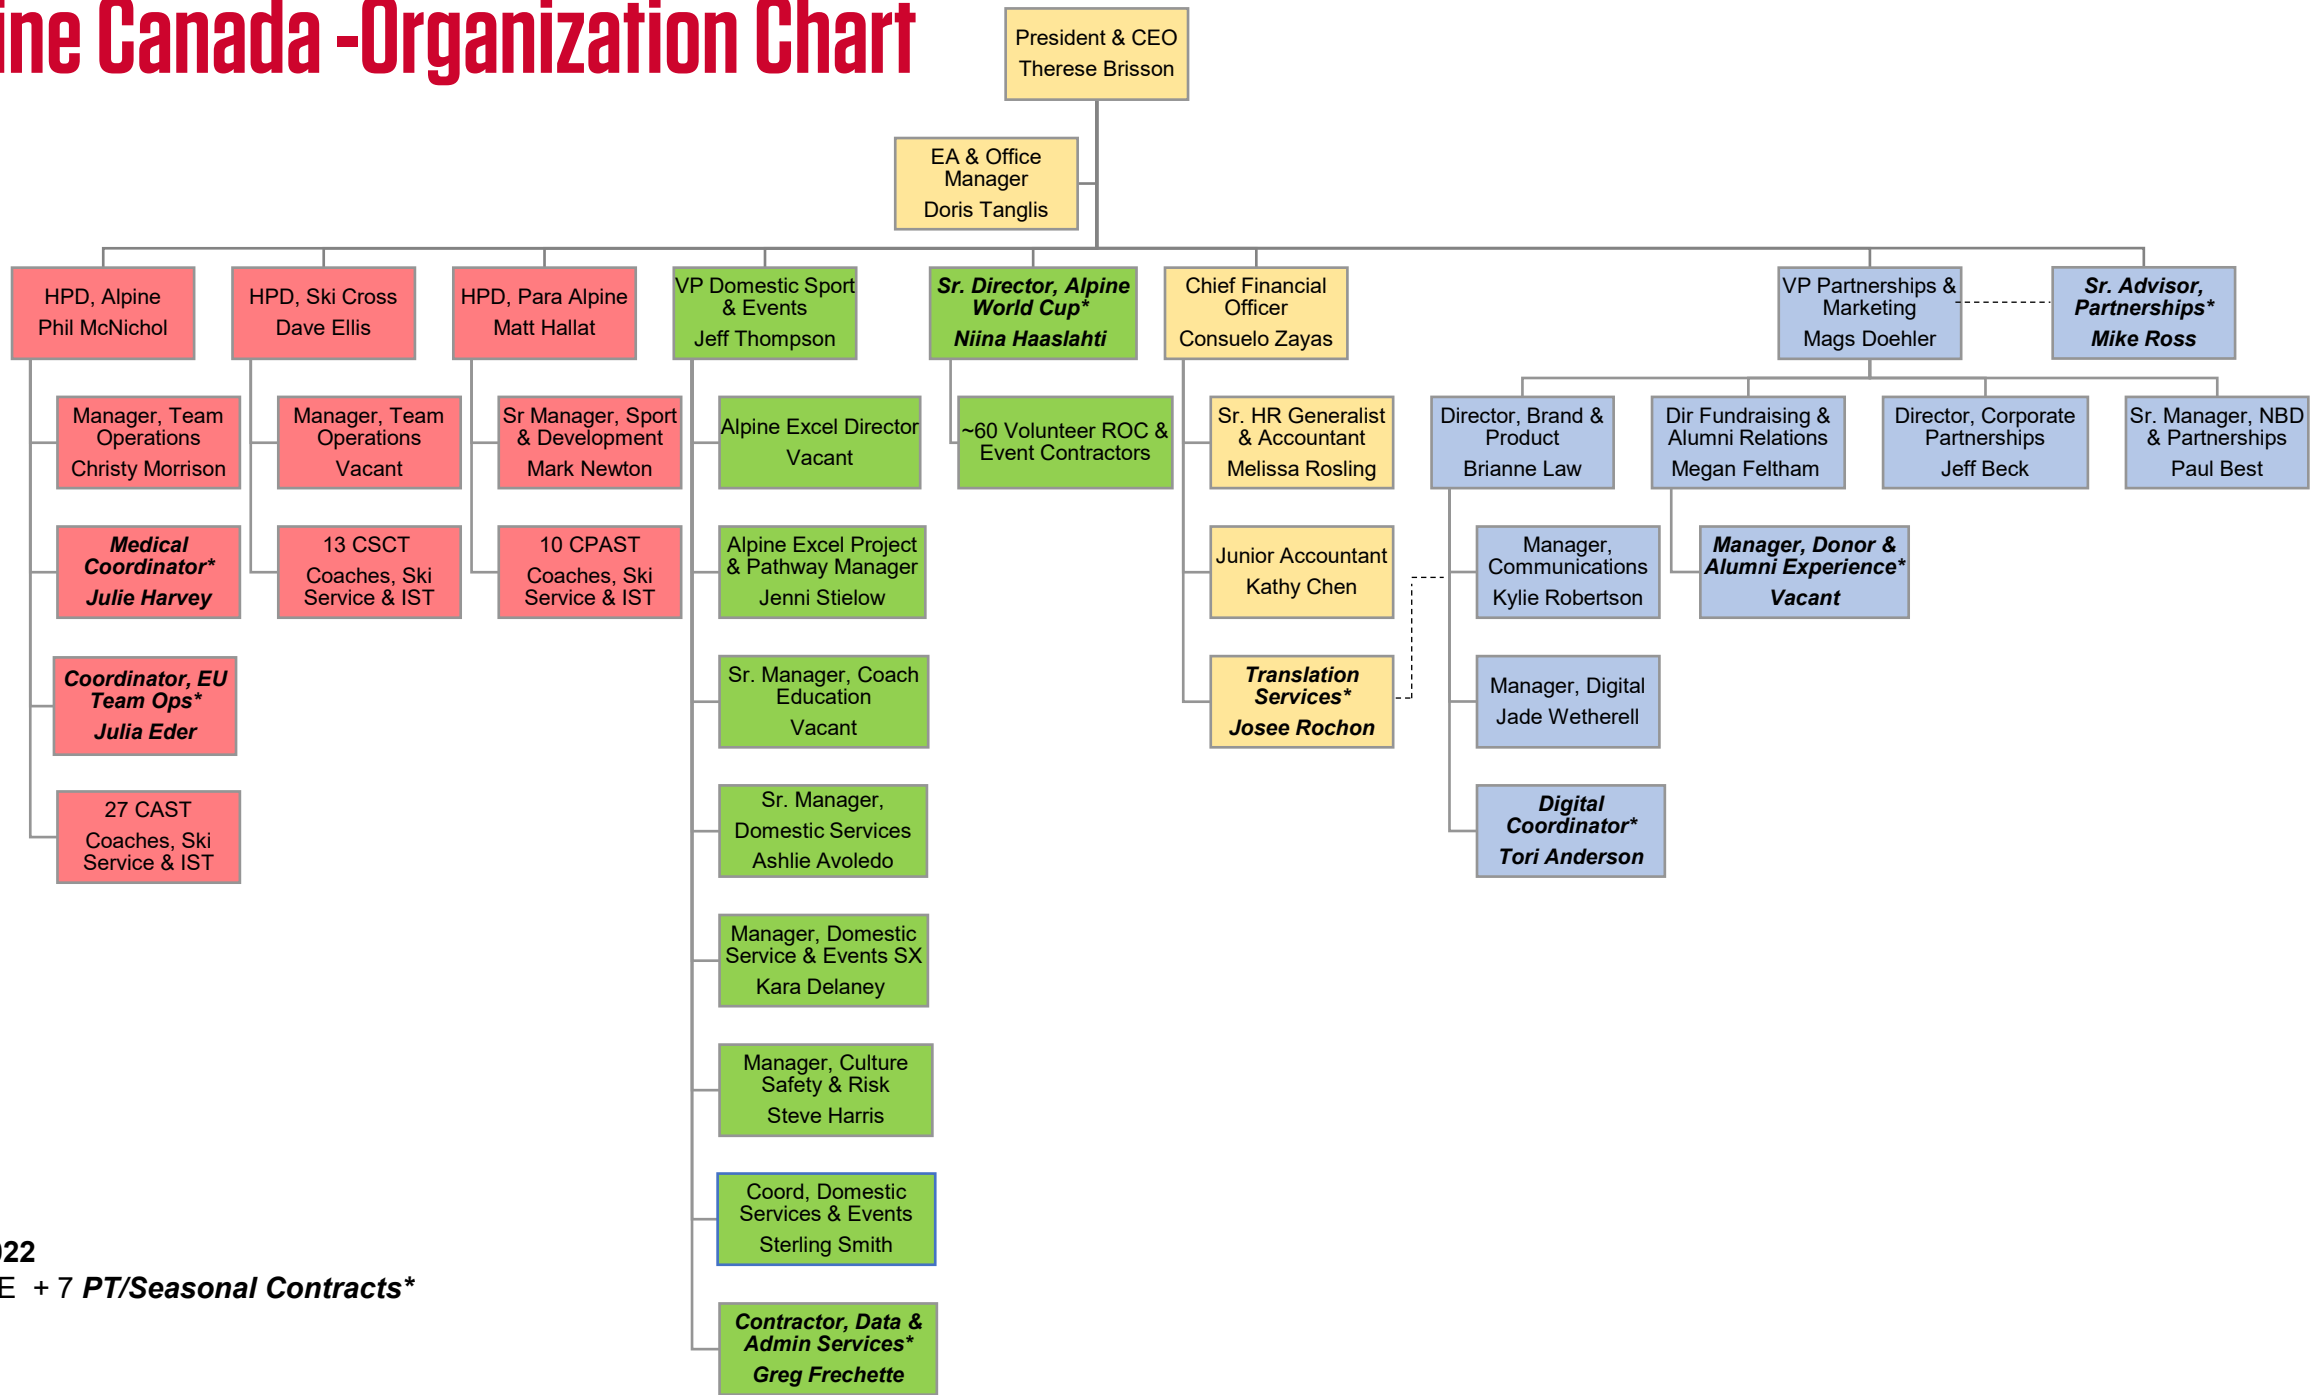 ine Canada -Organization Chart
President & CEO
Therese Brisson
EA & Office
Manager
Doris Tanglis
HPD, Alpine
Phil McNichol
HPD, Ski Cross
Dave Ellis
HPD, Para Alpine
Matt Hallat
VP Domestic Sport
& Events
Jeff Thompson
Sr. Director, Alpine
World Cup*
Niina Haaslahti
Chief Financial
Officer
Consuelo Zayas
VP Partnerships &
Marketing
Mags Doehler
Sr. Advisor,
Partnerships*
Mike Ross
Manager, Team
Operations
Christy Morrison
Medical
Coordinator*
Julie Harvey
Coordinator, EU
Team Ops*
Julia Eder
27 CAST
Coaches, Ski
Service & IST
Manager, Team
Operations
Vacant
13 CSCT
Coaches, Ski
Service & IST
Sr Manager, Sport
& Development
Mark Newton
10 CPAST
Coaches, Ski
Service & IST
Alpine Excel Director
Vacant
Alpine Excel Project
& Pathway Manager
Jenni Stielow
Sr. Manager, Coach
Education
Vacant
Sr. Manager,
Domestic Services
Ashlie Avoledo
Manager, Domestic
Service & Events SX
Kara Delaney
Manager, Culture
Safety & Risk
Steve Harris
Coord, Domestic
Services & Events
Sterling Smith
Contractor, Data &
Admin Services*
Greg Frechette
~60 Volunteer ROC &
Event Contractors
Sr. HR Generalist
& Accountant
Melissa Rosling
Junior Accountant
Kathy Chen
Translation
Services*
Josee Rochon
Director, Brand &
Product
Brianne Law
Manager,
Communications
Kylie Robertson
Manager, Digital
Jade Wetherell
Digital
Coordinator*
Tori Anderson
Dir Fundraising &
Alumni Relations
Megan Feltham
Manager, Donor &
Alumni Experience*
Vacant
Director, Corporate
Partnerships
Jeff Beck
Sr. Manager, NBD
& Partnerships
Paul Best
022
E + 7 PT/Seasonal Contracts*